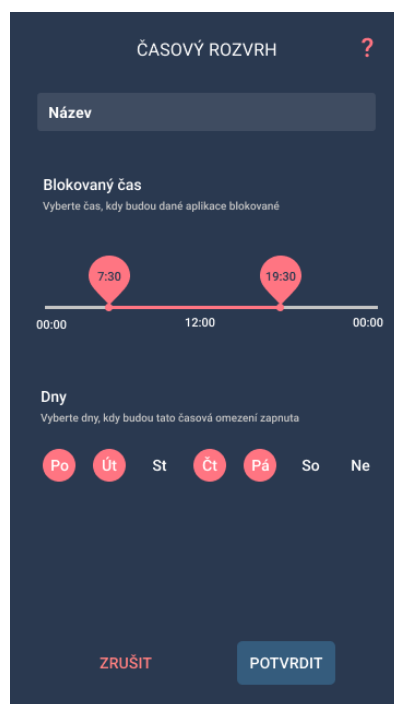 ČASOVÝ ROZVRH ?
Název
Blokovaný čas
Vyberte čas, kdy budou dané aplikace blokované
7:30 19:30
00:00 12:00 00:00
Dny
Vyberte dny, kdy budou tato časová omezení zapnuta
Po Út St Čt Pá So Ne
ZRUŠIT POTVRDIT